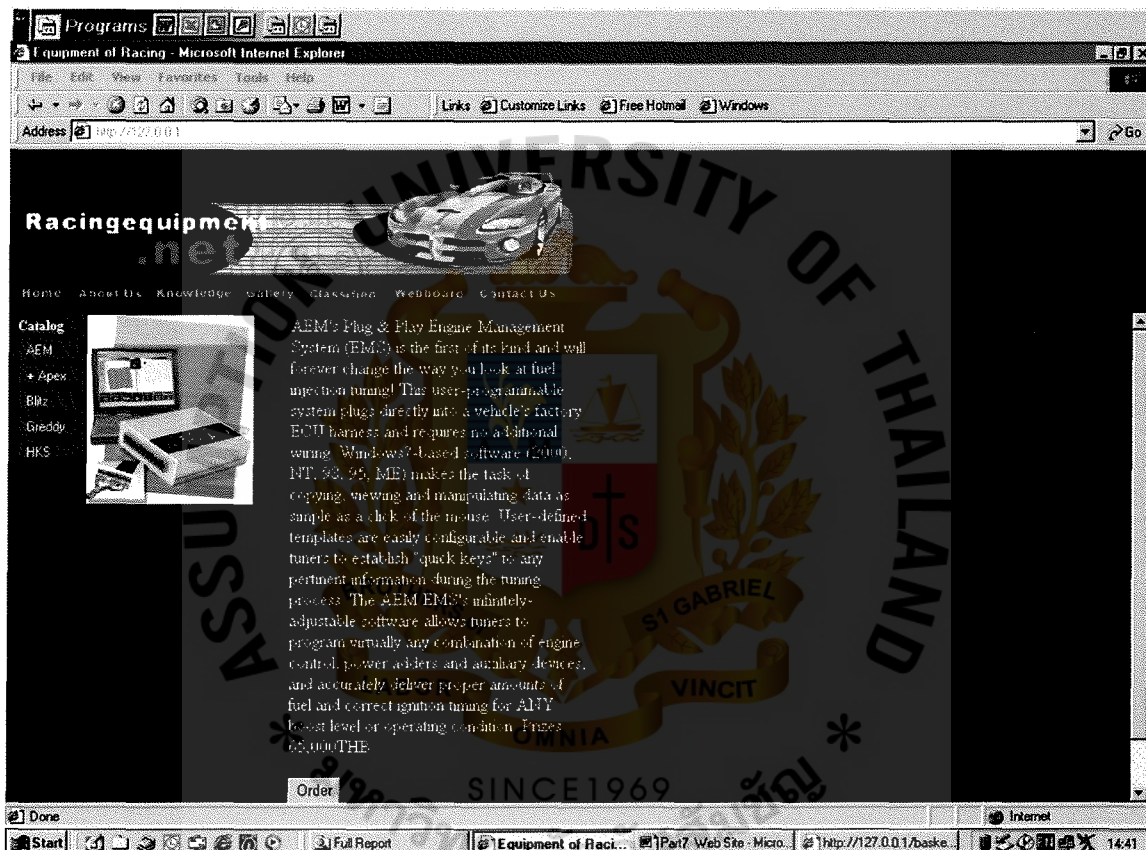 Programs
Equipment of Racing - Microsoft Internet Explorer
File Edit View Favorites Tools Help
Links Customize Links Free Hotmail Windows
Address http://127.0.0.1 Go
Racingequipment
.net
Home About Us Knowledge Gallery Classified Webboard Contact Us
Catalog
AEM
+ Apex
Blitz
Greddy
HKS
AEM's Plug & Play Engine Management
System (EMS) is the first of its kind and will
forever change the way you look at fuel
injection tuning! This user-programmable
system plugs directly into a vehicle's factory
ECU harness and requires no additional
wiring. Windows?-based software (2000,
NT, 98, 95, ME) makes the task of
copying, viewing and manipulating data as
simple as a click of the mouse. User-defined
templates are easily configurable and enable
tuners to establish "quick keys" to any
pertinent information during the tuning
process. The AEM EMS's infinitely-
adjustable software allows tuners to
program virtually any combination of engine
control, power adders and auxiliary devices,
and accurately deliver proper amounts of
fuel and correct ignition timing for ANY
boost level or operating condition. Prizes
65,000THB
Order
ASSUMPTION UNIVERSITY OF THAILAND
D S
ST GABRIEL
LABOR
OMNIA
VINCIT
SINCE1969
Done Internet
Start Full Report Equipment of Raci... Part7 Web Site - Micro... http://127.0.0.1/baske... 14:41